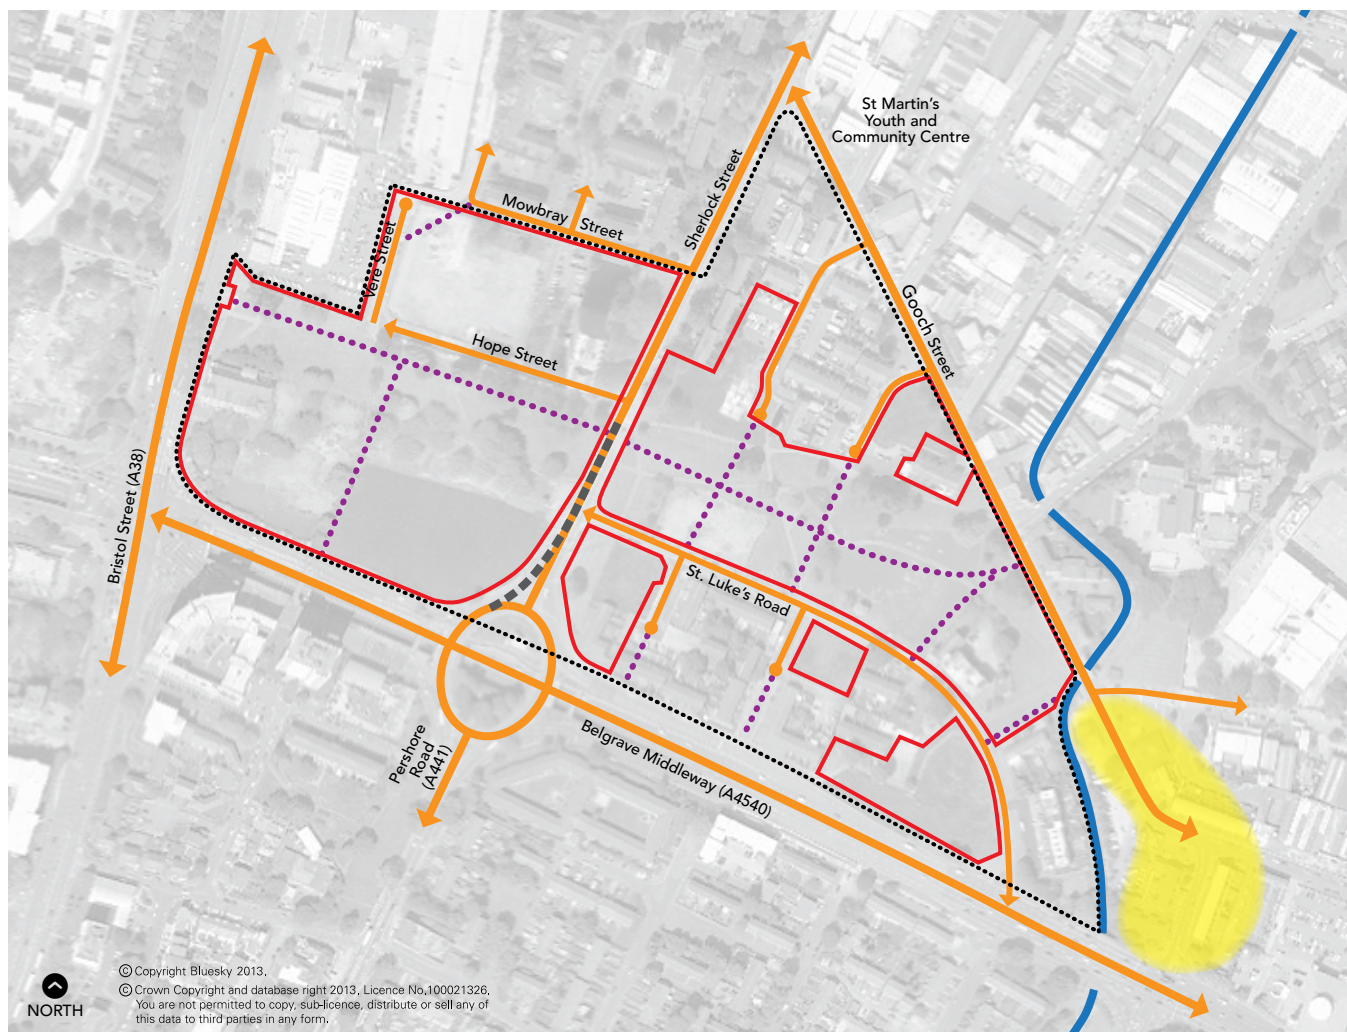 St Martin's
Youth and
Community Centre
Sherlock Street
Mowbray Street
Vere Street
Gooch Street
Hope Street
Bristol Street (A38)
St. Luke's Road
Belgrave Middleway (A4540)
Pershore
Road
(A441)
NORTH
© Copyright Bluesky 2013.
© Crown Copyright and database right 2013. Licence No.100021326.
You are not permitted to copy, sub-licence, distribute or sell any of
this data to third parties in any form.